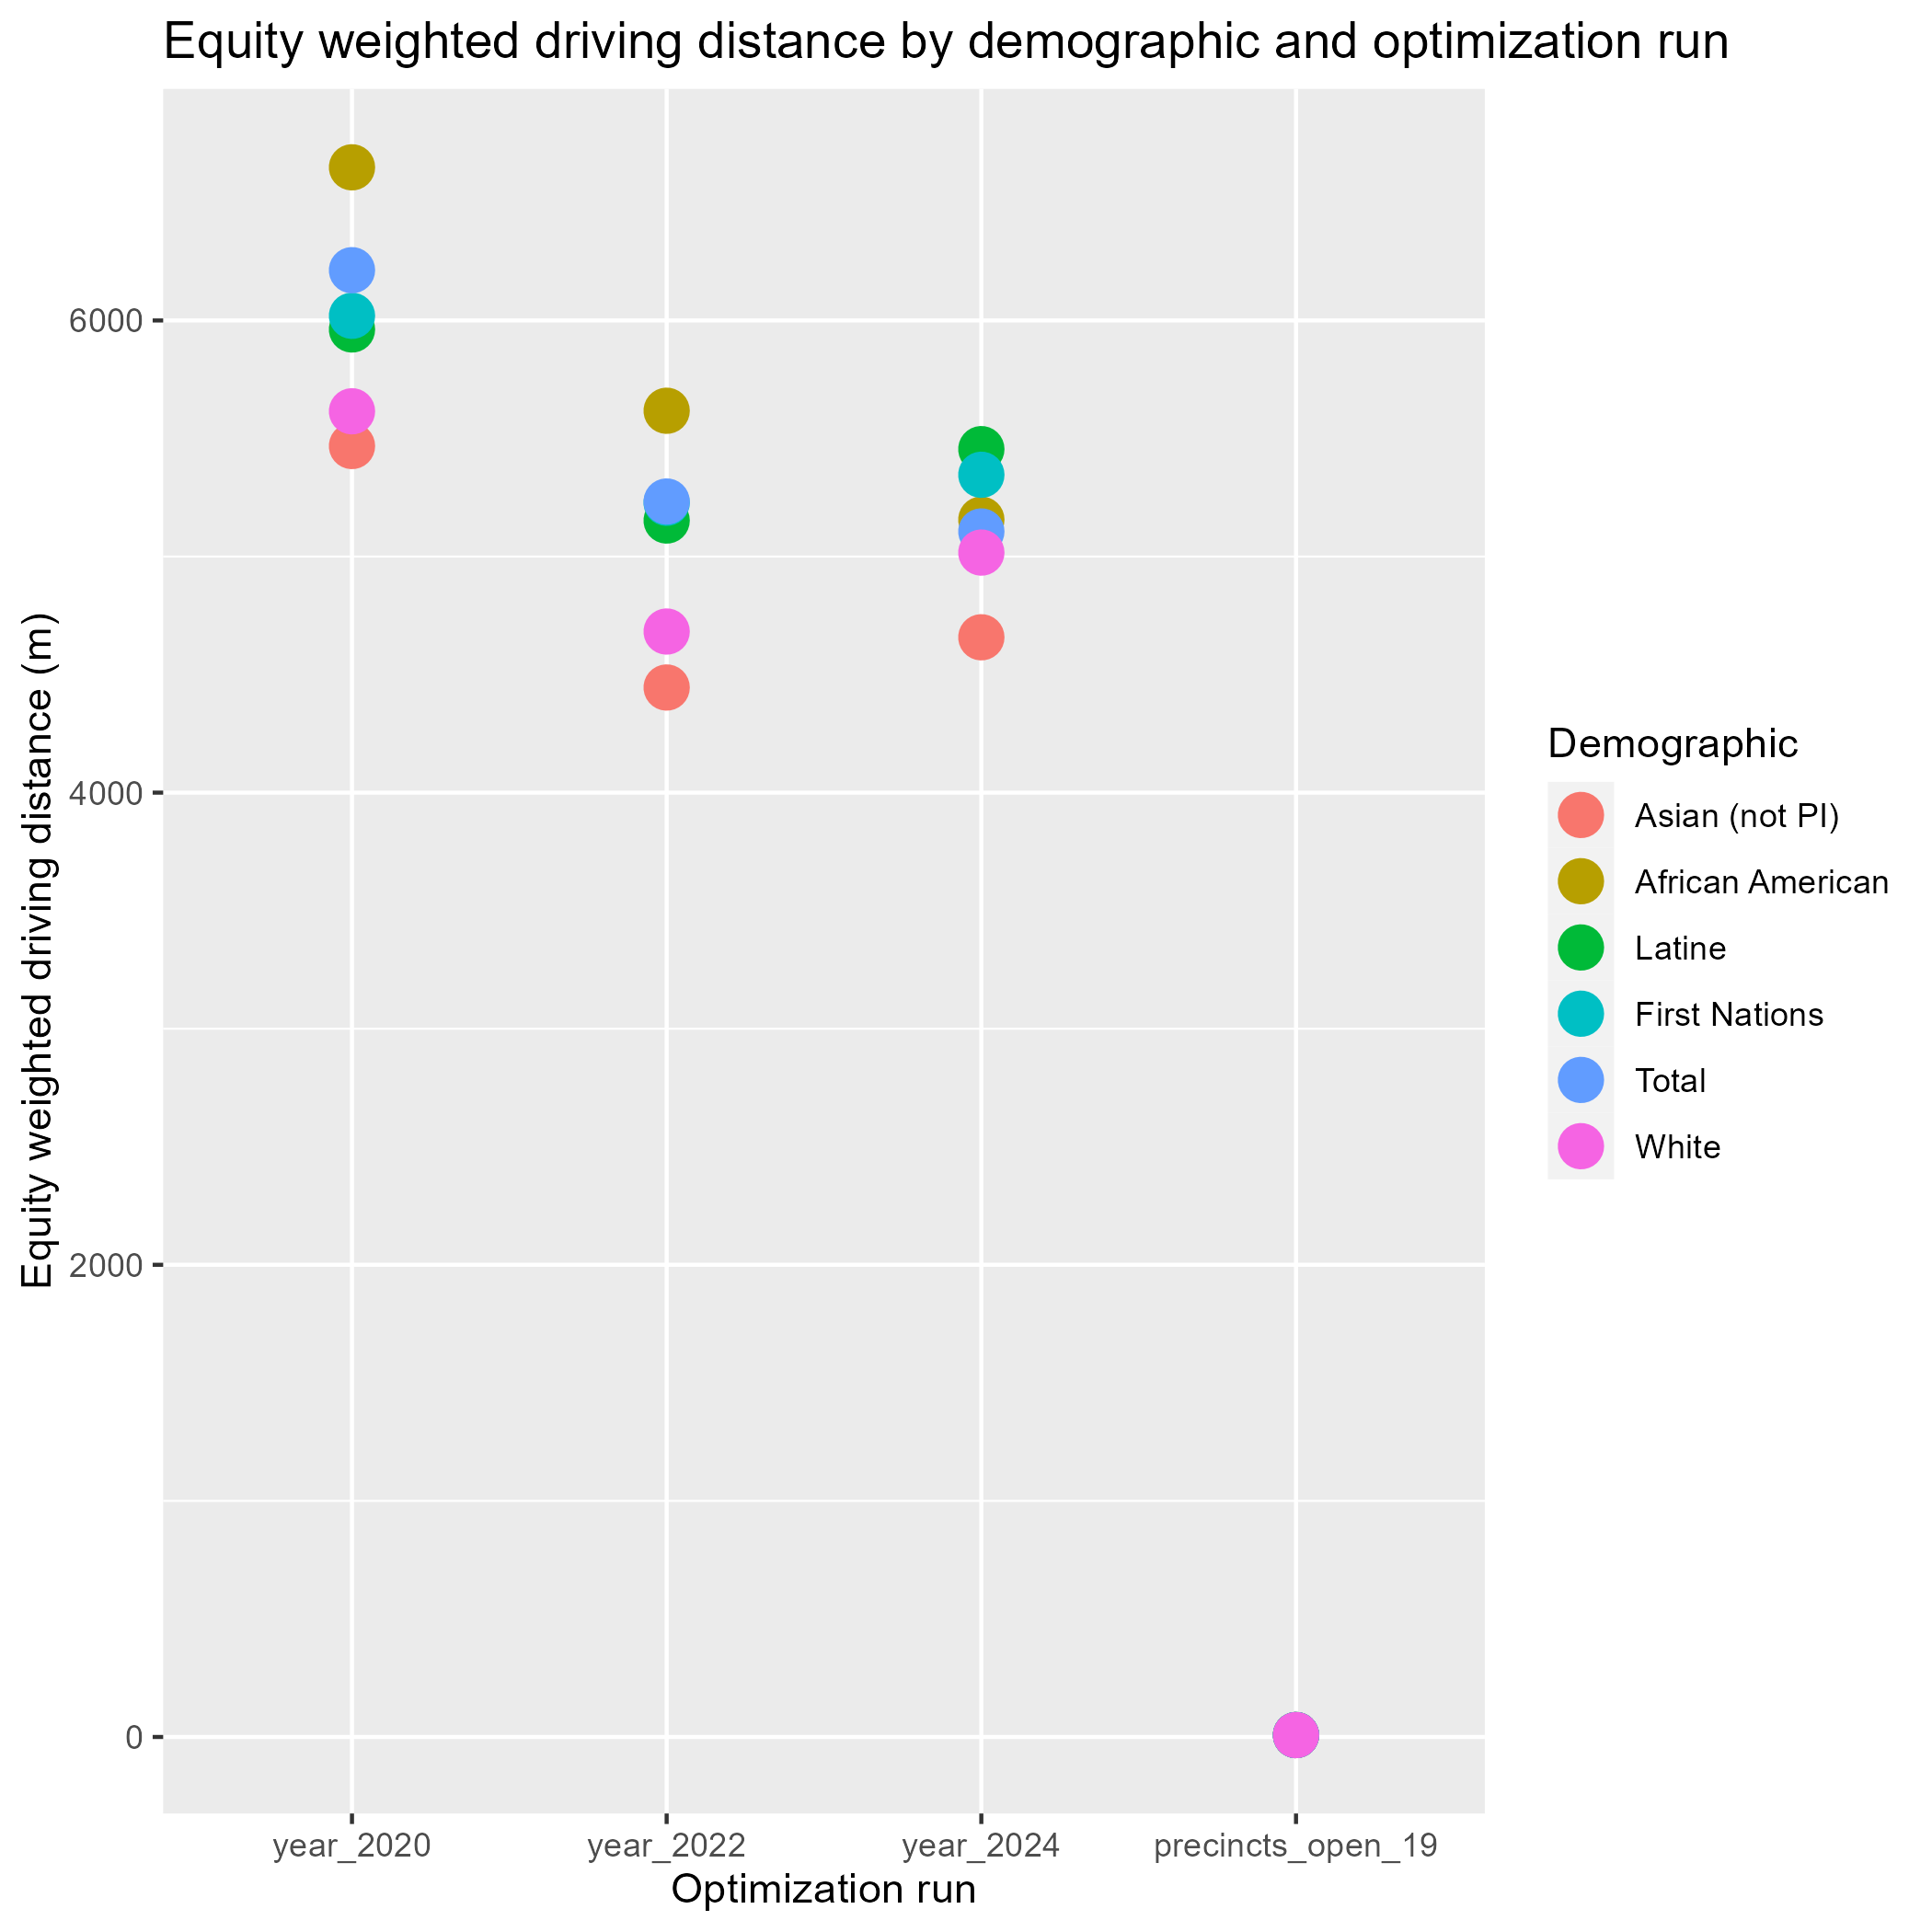 Equity weighted driving distance by demographic and optimization run
Equity weighted driving distance (m)
6000
4000
2000
0
year_2020
year_2022
year_2024
precincts_open_19
Optimization run
Demographic
Asian (not PI)
African American
Latine
First Nations
Total
White